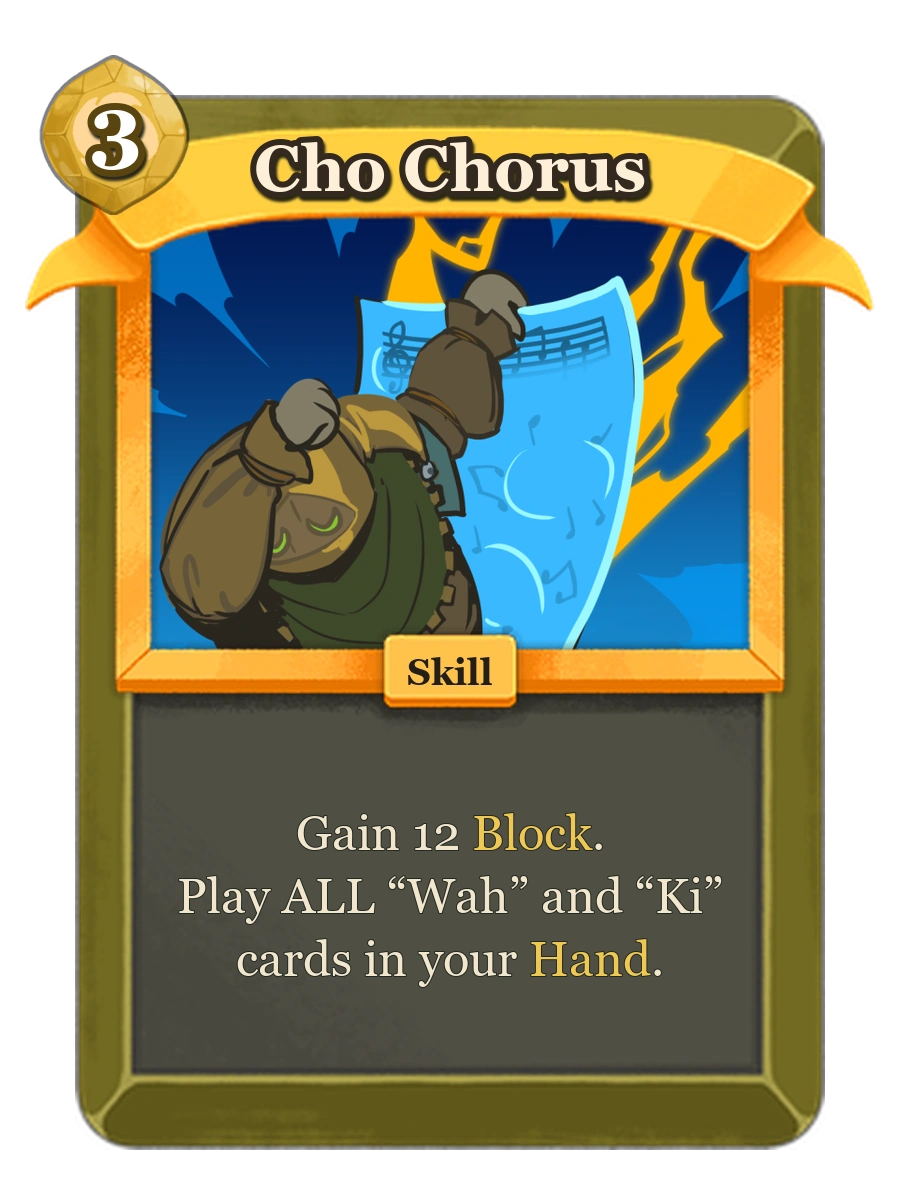 3
Cho Chorus
Skill
Gain 12 Block.
Play ALL “Wah” and “Ki”
cards in your Hand.